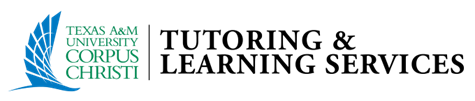 TEXAS A&M
UNIVERSITY
CORPUS
CHRISTI
TUTORING &
LEARNING SERVICES